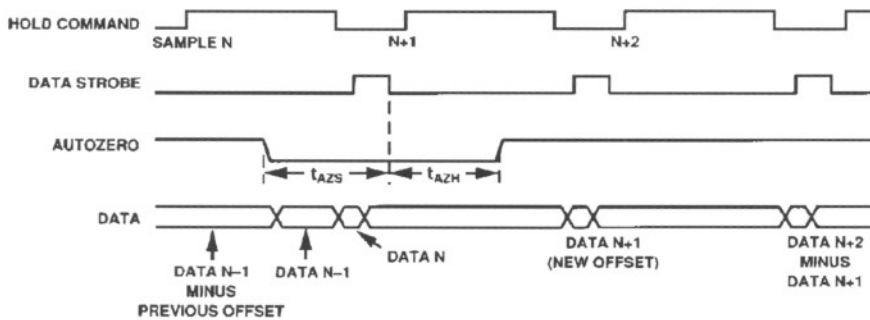 HOLD COMMAND
SAMPLE N
N+1
N+2
DATA STROBE
AUTOZERO
tAZS
tAZH
DATA
DATA N–1
MINUS
PREVIOUS OFFSET
DATA N–1
DATA N
DATA N+1
(NEW OFFSET)
DATA N+2
MINUS
DATA N+1